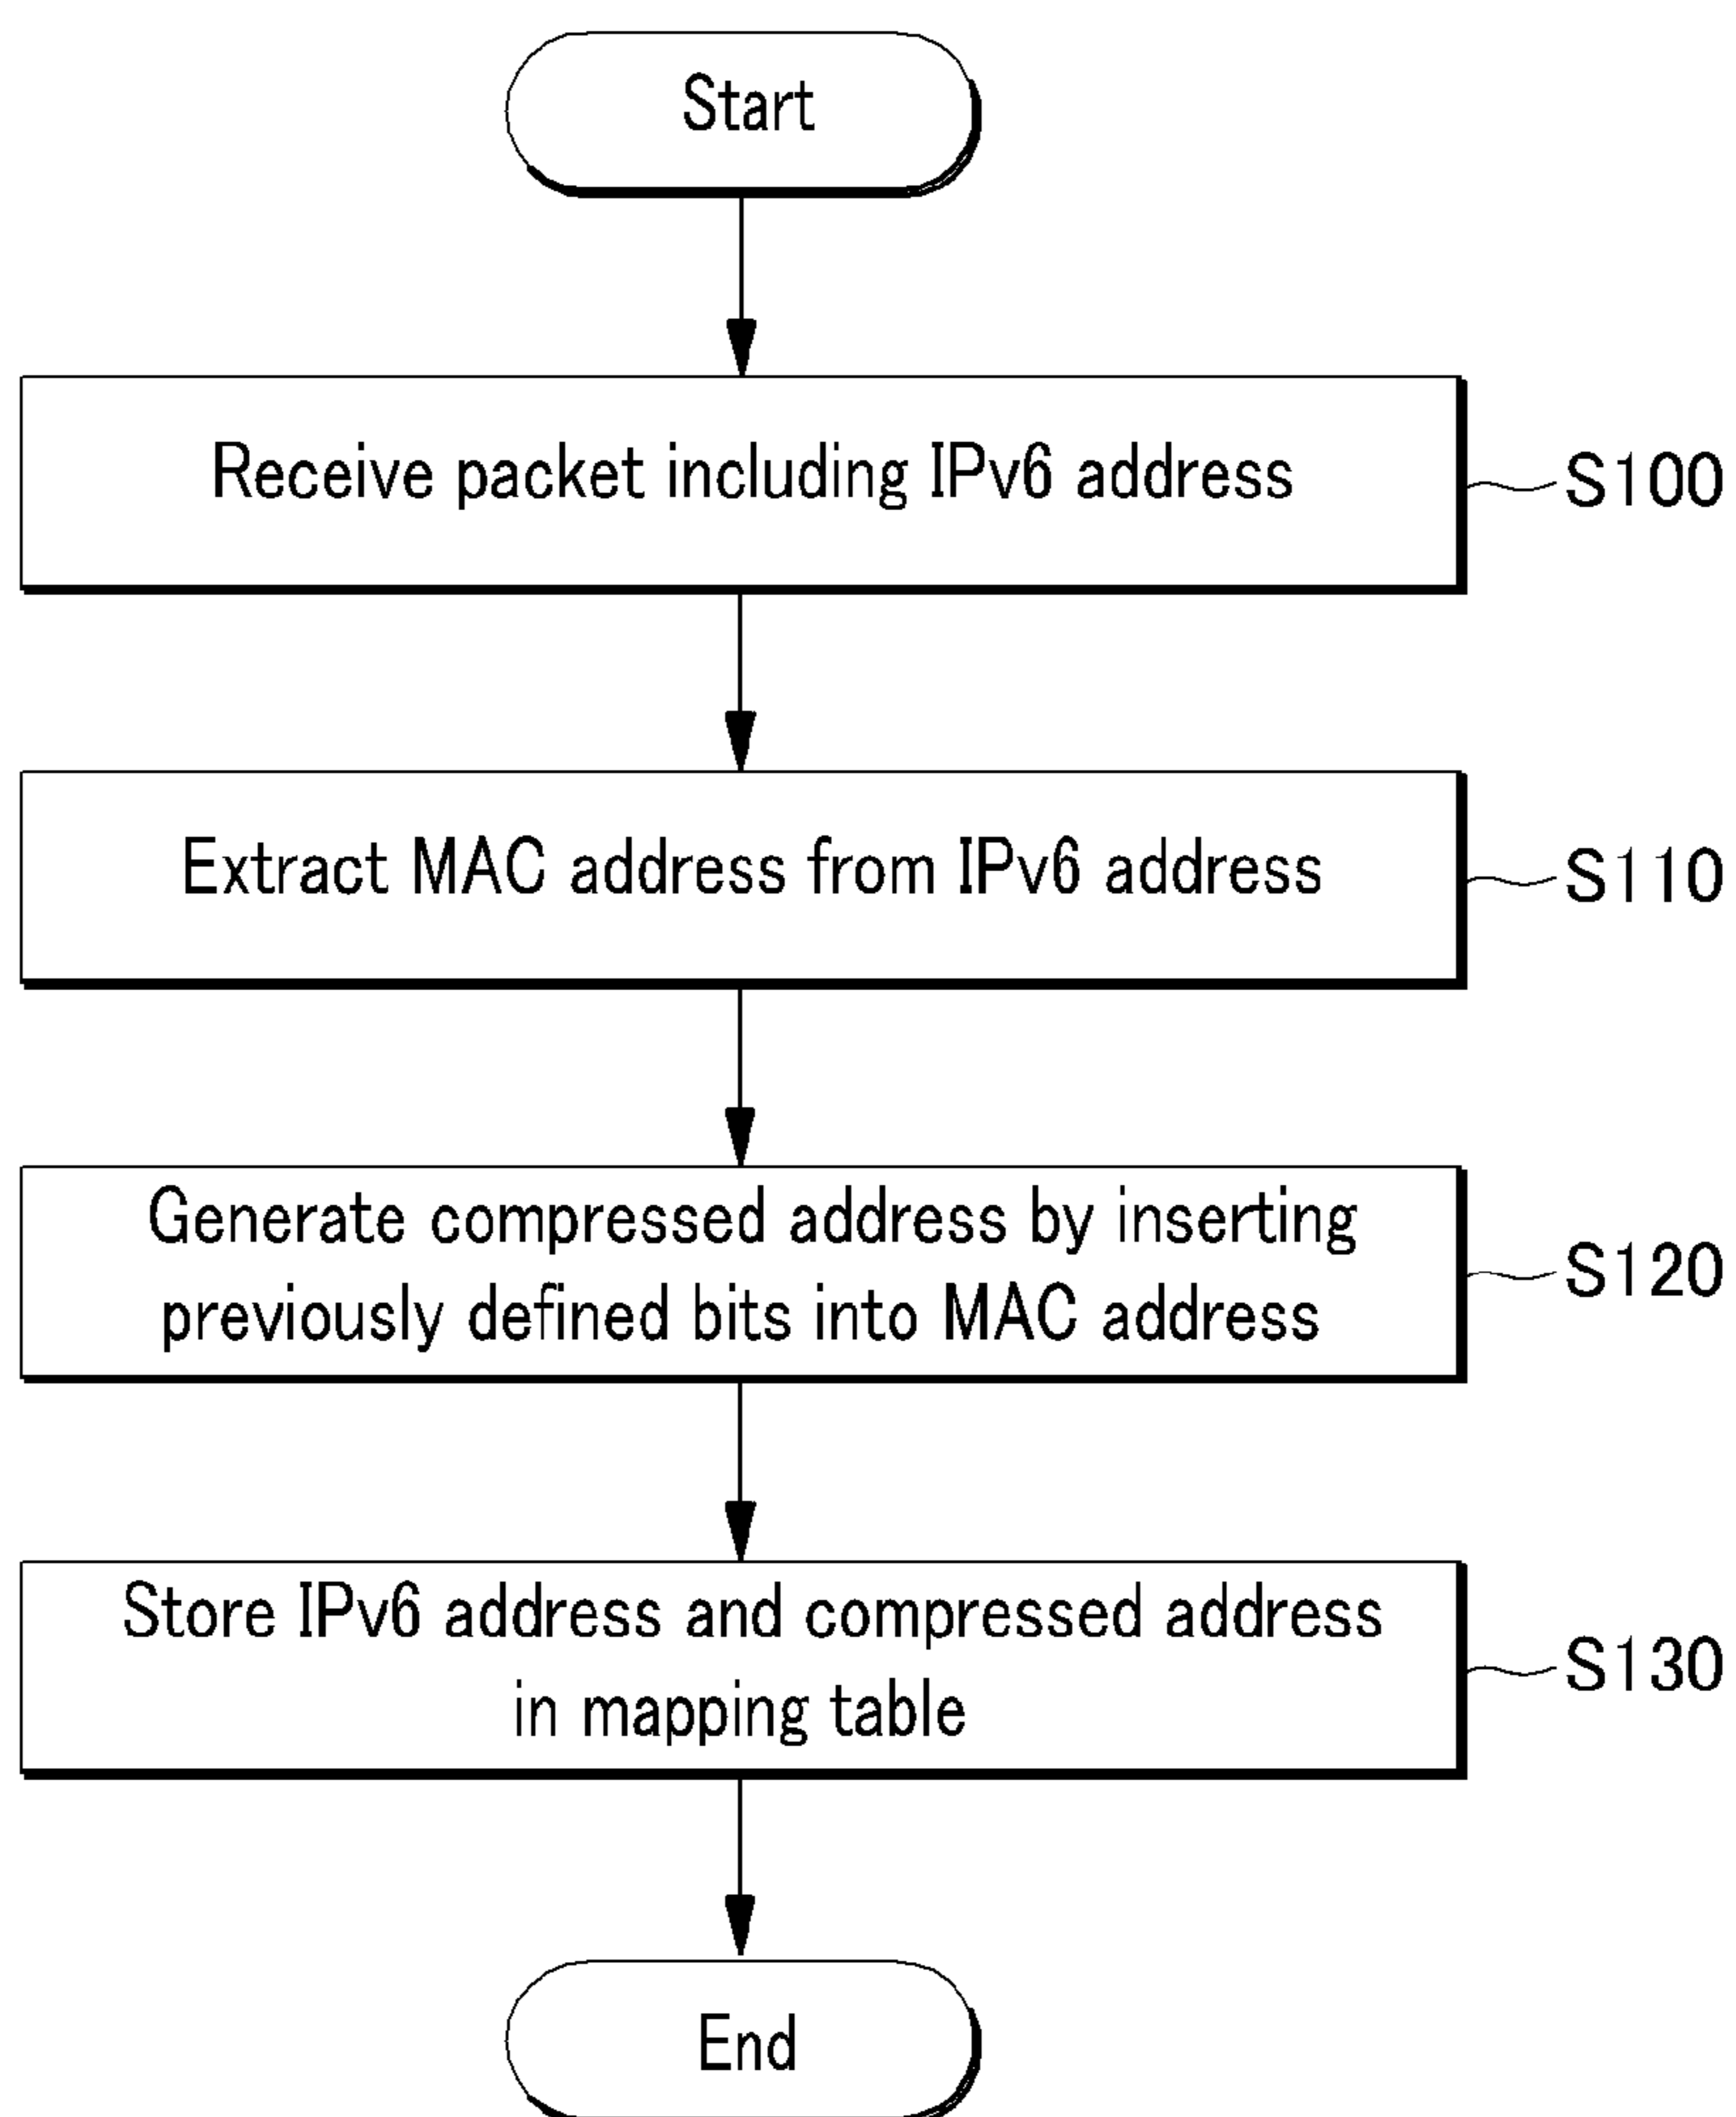 Start
Receive packet including IPv6 address
S100
Extract MAC address from IPv6 address
S110
Generate compressed address by inserting
previously defined bits into MAC address
S120
Store IPv6 address and compressed address
in mapping table
S130
End